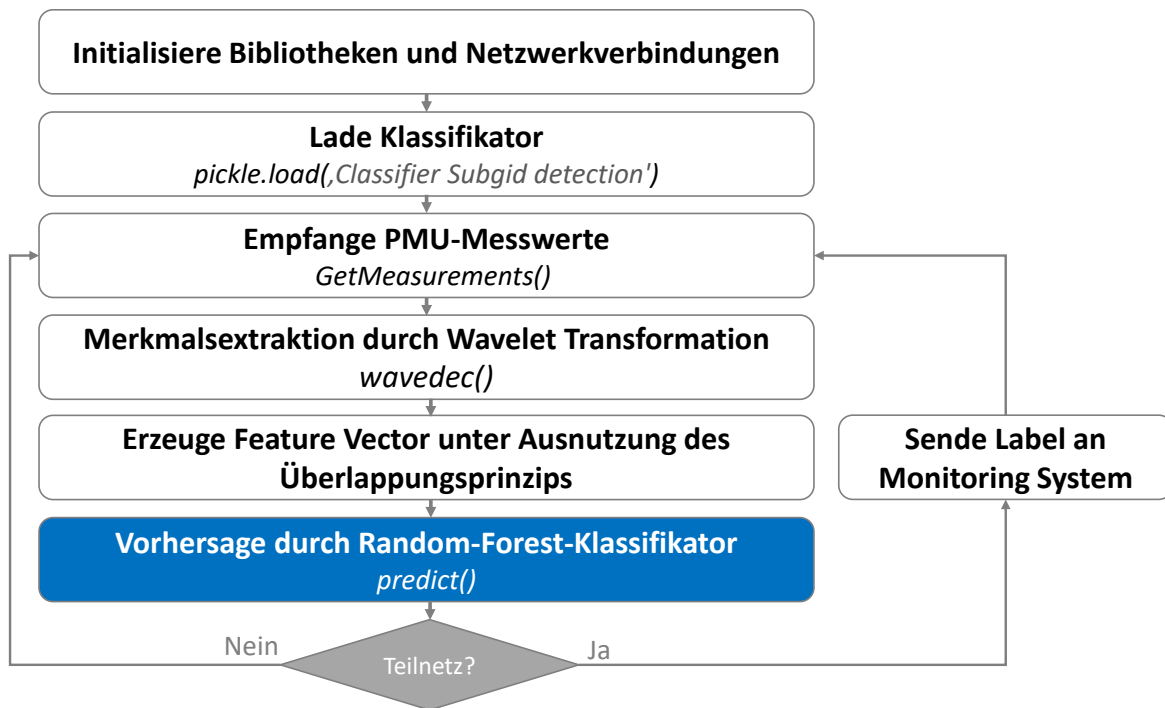 Initialisiere Bibliotheken und Netzwerkverbindungen
Lade Klassifikator
pickle.load(‚Classifier Subgid detection')
Empfange PMU-Messwerte
GetMeasurements()
Merkmalsextraktion durch Wavelet Transformation
wavedec()
Erzeuge Feature Vector unter Ausnutzung des
Überlappungsprinzips
Sende Label an
Monitoring System
Vorhersage durch Random-Forest-Klassifikator
predict()
Nein
Teilnetz?
Ja